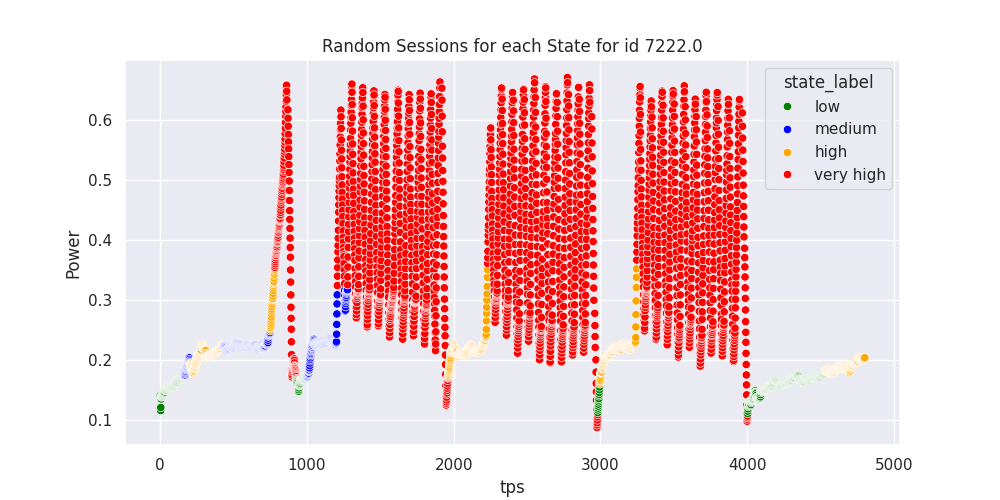 Random Sessions for each State for id 7222.0
state_label
low
medium
high
very high
Power
0.6
0.5
0.4
0.3
0.2
0.1
0 1000 2000 3000 4000 5000
tps